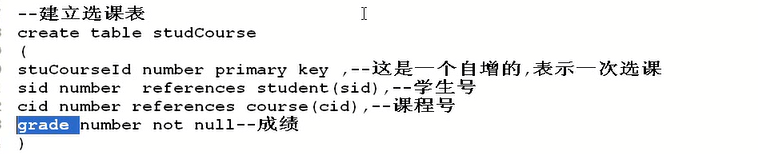 --建立选课表
create table studCourse
(
stuCourseId number primary key ,--这是一个自增的,表示一次选课
sid number  references student(sid),--学生号
cid number references course(cid),--课程号
grade number not null--成绩
)